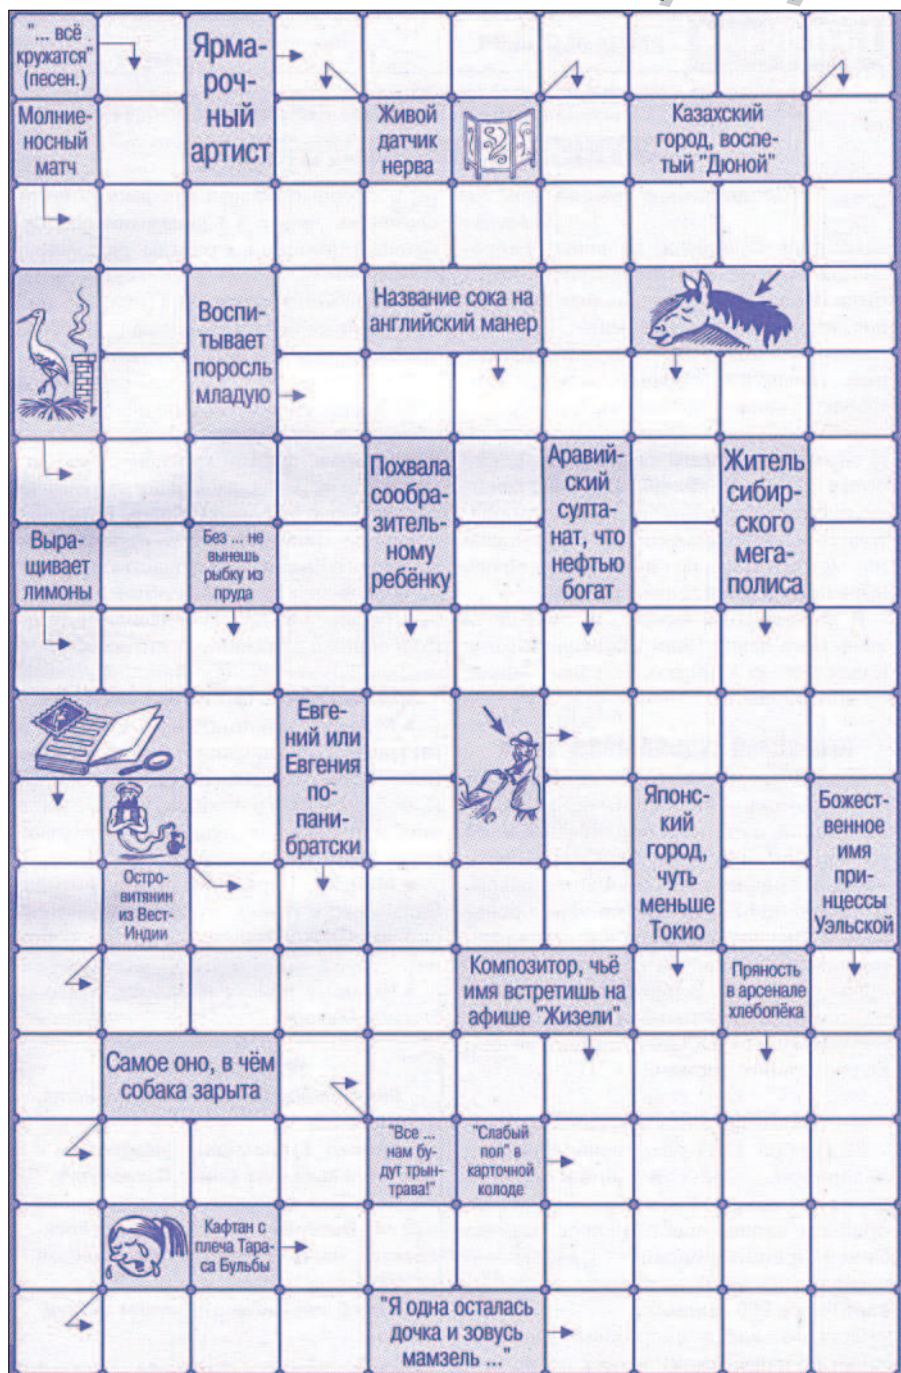 "... всё
кружатся"
(песен.)
Ярма-
роч-
ный
артист
Молние-
носный
матч
Живой
датчик
нерва
Казахский
город, воспе-
тый "Дюной"
Воспи-
тывает
поросль
младую
Название сока на
английский манер
Похвала
сообра-
зитель-
ному
ребёнку
Аравий-
ский
султа-
нат, что
нефтью
богат
Житель
сибир-
ского
мега-
полиса
Выра-
щивает
лимоны
Без ... не
вынешь
рыбку из
пруда
Евге-
ний или
Евгения
по-
пани-
братски
Японс-
кий
город,
чуть
меньше
Токио
Божест-
венное
имя
при-
нцессы
Уэльской
Остро-
витянин
из Вест-
Индии
Композитор, чьё
имя встретишь на
афише "Жизели"
Пряность
в арсенале
хлебопёка
Самое оно, в чём
собака зарыта
"Все ...
нам бу-
дут трын-
трава!"
"Слабый
пол" в
карточной
колоде
Кафтан с
плеча Тара-
са Бульбы
"Я одна осталась
дочка и зовусь
мамзель ..."